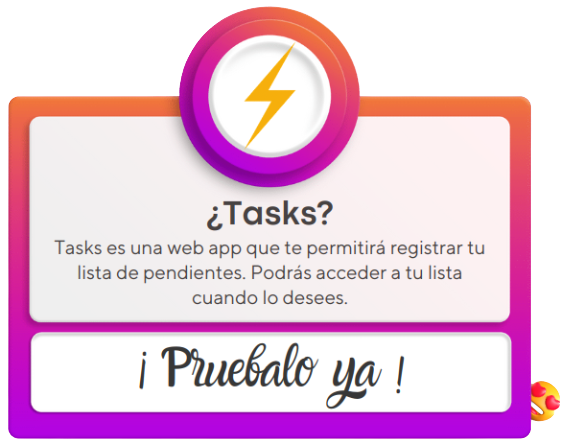 ¿Tasks?
Tasks es una web app que te permitirá registrar tu
lista de pendientes. Podrás acceder a tu lista
cuando lo desees.
¡ Pruebalo ya !